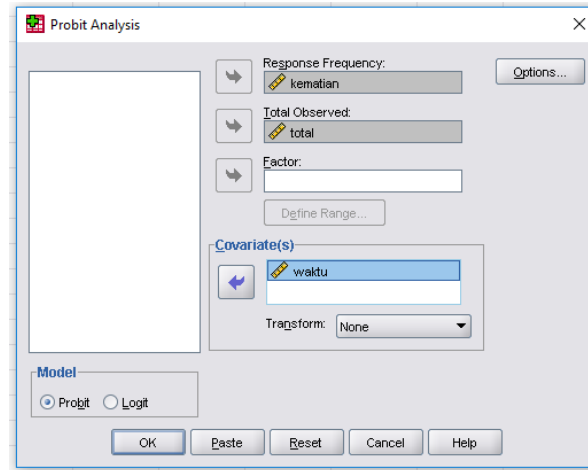 Probit Analysis
Response Frequency:
kematian
Options...
Total Observed:
total
Factor:
Define Range...
Covariate(s)
waktu
Transform: None
Model
Probit Logit
OK Paste Reset Cancel Help